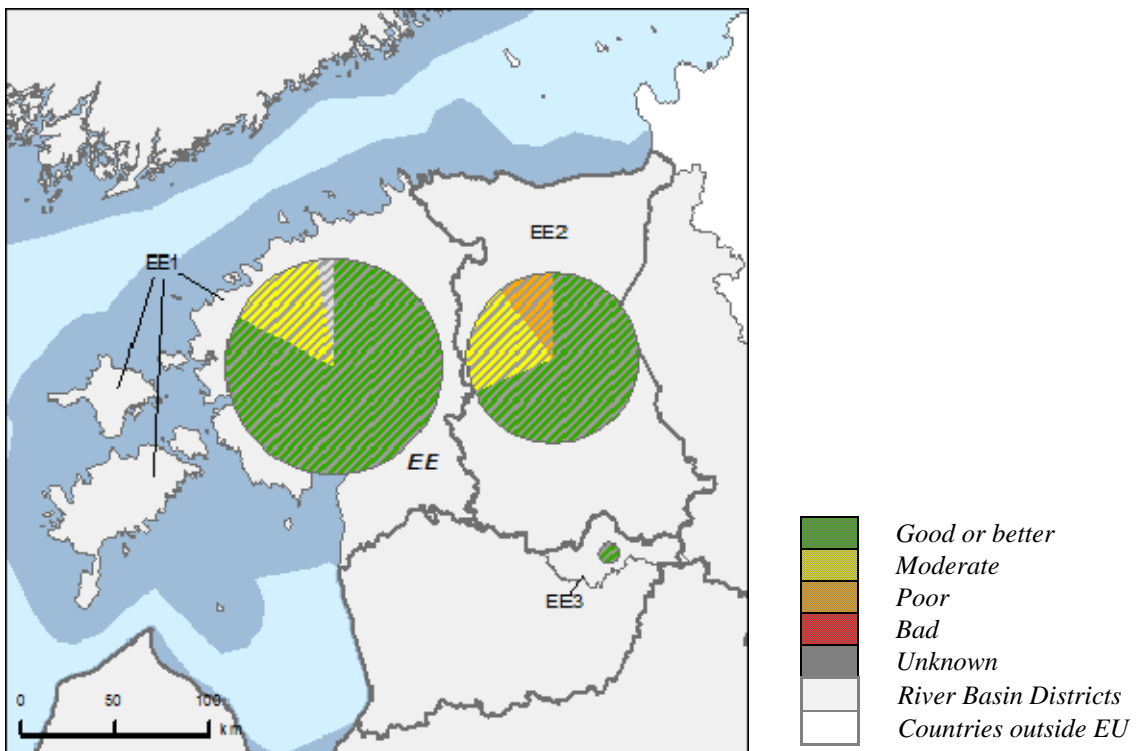 EE2
EE1
EE
EE3
0 50 100
km
Good or better
Moderate
Poor
Bad
Unknown
River Basin Districts
Countries outside EU